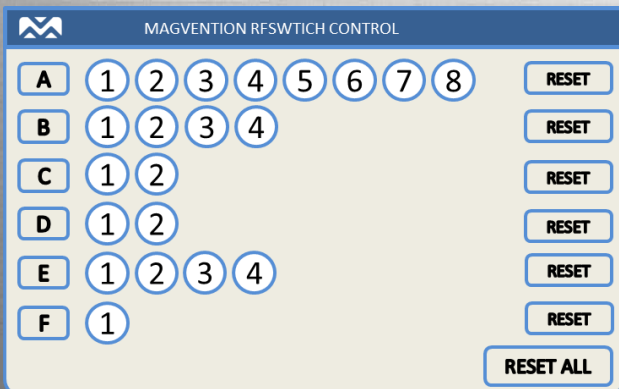 MAGVENTION RFSWTICH CONTROL
A 1 2 3 4 5 6 7 8 RESET
B 1 2 3 4 RESET
C 1 2 RESET
D 1 2 RESET
E 1 2 3 4 RESET
F 1 RESET
RESET ALL